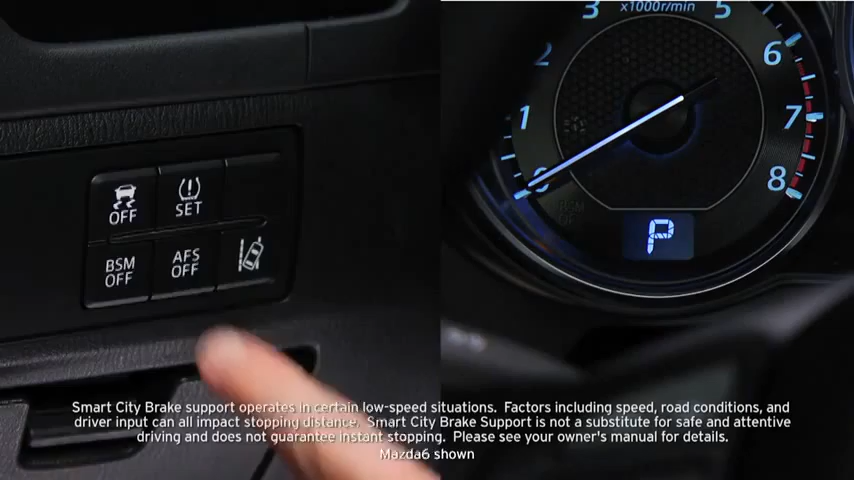 OFF
SET
BSM
OFF
AFS
OFF
3 x1000r/min 5
2 6
1 7
0 8
BSM
P
Smart City Brake support operates in certain low-speed situations. Factors including speed, road conditions, and
driver input can all impact stopping distance. Smart City Brake Support is not a substitute for safe and attentive
driving and does not guarantee instant stopping. Please see your owner's manual for details.
Mazda6 shown